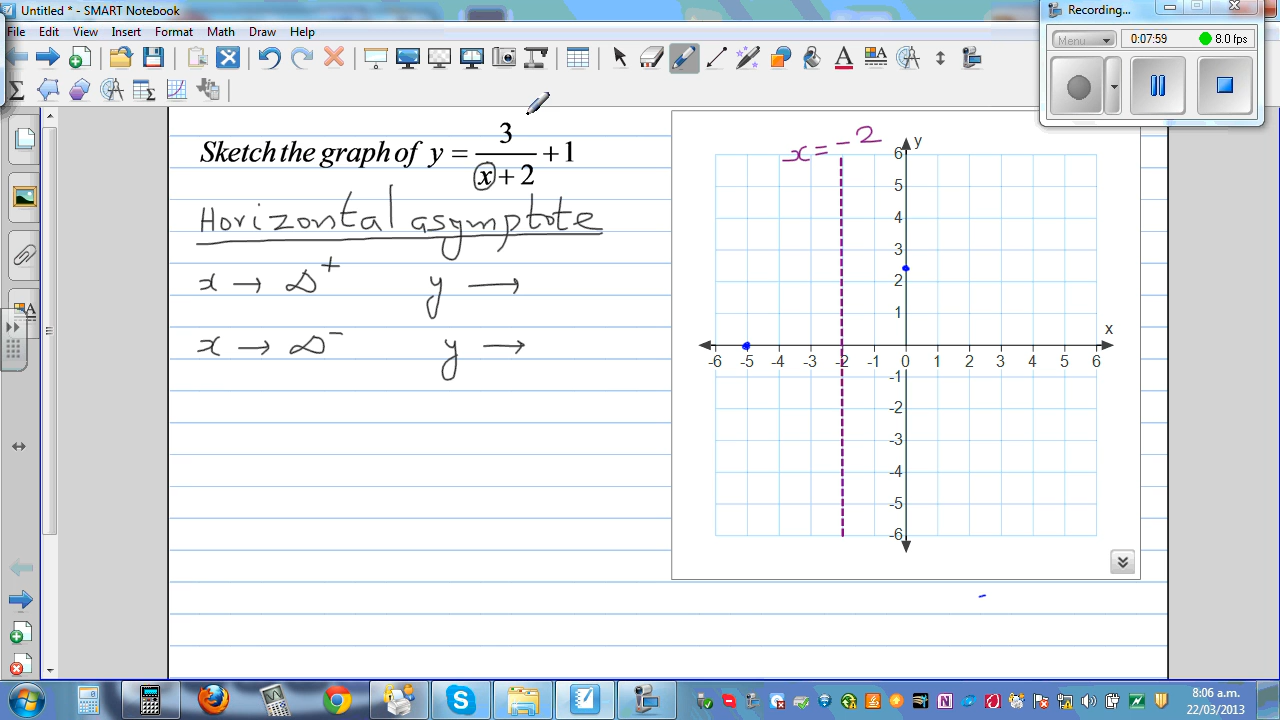 Untitled * - SMART Notebook
Recording...
File Edit View Insert Format Math Draw Help
Menu 0:07:59 8.0 fps
Sketch the graph of y = 3/(x + 2) + 1
Horizontal asymptote
x → ∞⁺ y →
x → ∞⁻ y →
x = -2
y
6
5
4
3
2
1
x
-6 -5 -4 -3 -2 -1 0 1 2 3 4 5 6
-1
-2
-3
-4
-5
-6
8:06 a.m.
22/03/2013